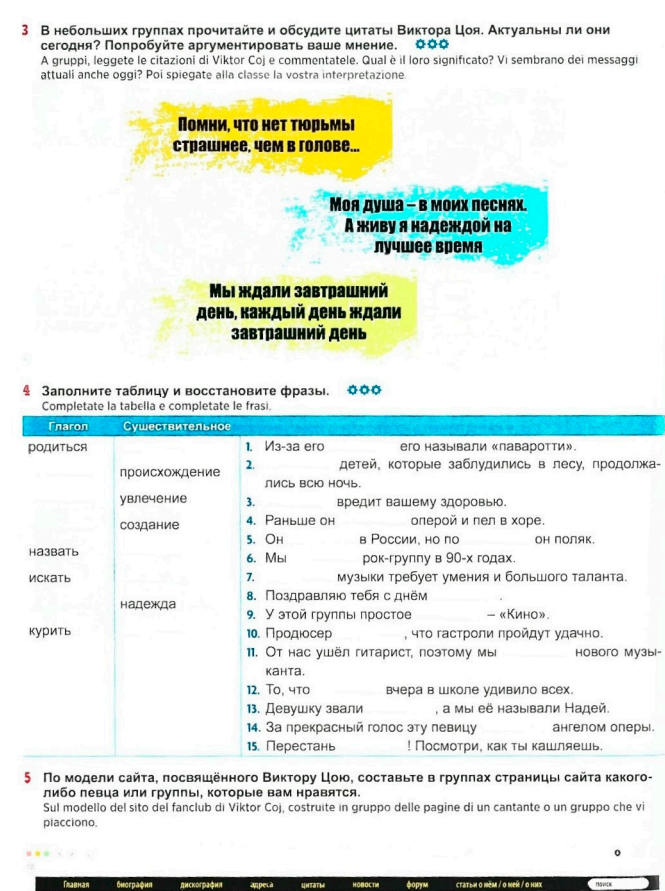 3 В небольших группах прочитайте и обсудите цитаты Виктора Цоя. Актуальны ли они
сегодня? Попробуйте аргументировать ваше мнение.
A gruppi, leggete le citazioni di Viktor Coj e commentatele. Qual è il loro significato? Vi sembrano dei messaggi
attuali anche oggi? Poi spiegate alla classe la vostra interpretazione.
Помни, что нет тюрьмы
страшнее, чем в голове...
Моя душа – в моих песнях.
А живу я надеждой на
лучшее время
Мы ждали завтрашний
день, каждый день ждали
завтрашний день
4 Заполните таблицу и восстановите фразы.
Completate la tabella e completate le frasi.
Глагол Существительное
родиться
происхождение
увлечение
создание
назвать
искать
надежда
курить
1. Из-за его его называли «паваротти».
2. детей, которые заблудились в лесу, продолжа-
лись всю ночь.
3. вредит вашему здоровью.
4. Раньше он оперой и пел в хоре.
5. Он в России, но по он поляк.
6. Мы рок-группу в 90-х годах.
7. музыки требует умения и большого таланта.
8. Поздравляю тебя с днём .
9. У этой группы простое – «Кино».
10. Продюсер , что гастроли пройдут удачно.
11. От нас ушёл гитарист, поэтому мы нового музы-
канта.
12. То, что вчера в школе удивило всех.
13. Девушку звали , а мы её называли Надей.
14. За прекрасный голос эту певицу ангелом оперы.
15. Перестань ! Посмотри, как ты кашляешь.
5 По модели сайта, посвящённого Виктору Цою, составьте в группах страницы сайта какого-
либо певца или группы, которые вам нравятся.
Sul modello del sito del fanclub di Viktor Coj, costruite in gruppo delle pagine di un cantante o un gruppo che vi
piacciono.
Главная биография дискография адреса цитаты новости форум статьи о нём / о ней / о них поиск